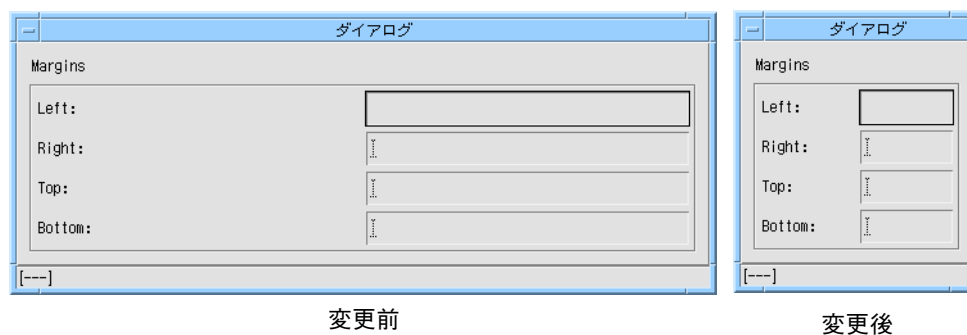 ダイアログ
Margins
Left:
Right:
Top:
Bottom:
[---]
変更前
ダイアログ
Margins
Left:
Right:
Top:
Bottom:
[---]
変更後